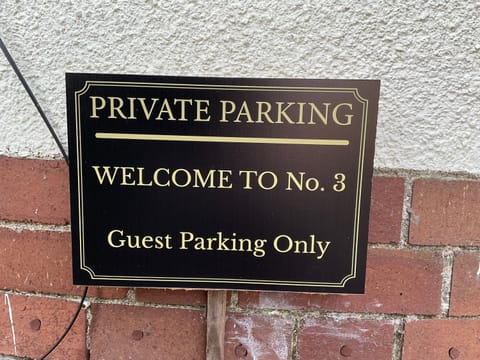 PRIVATE PARKING
WELCOME TO No. 3
Guest Parking Only